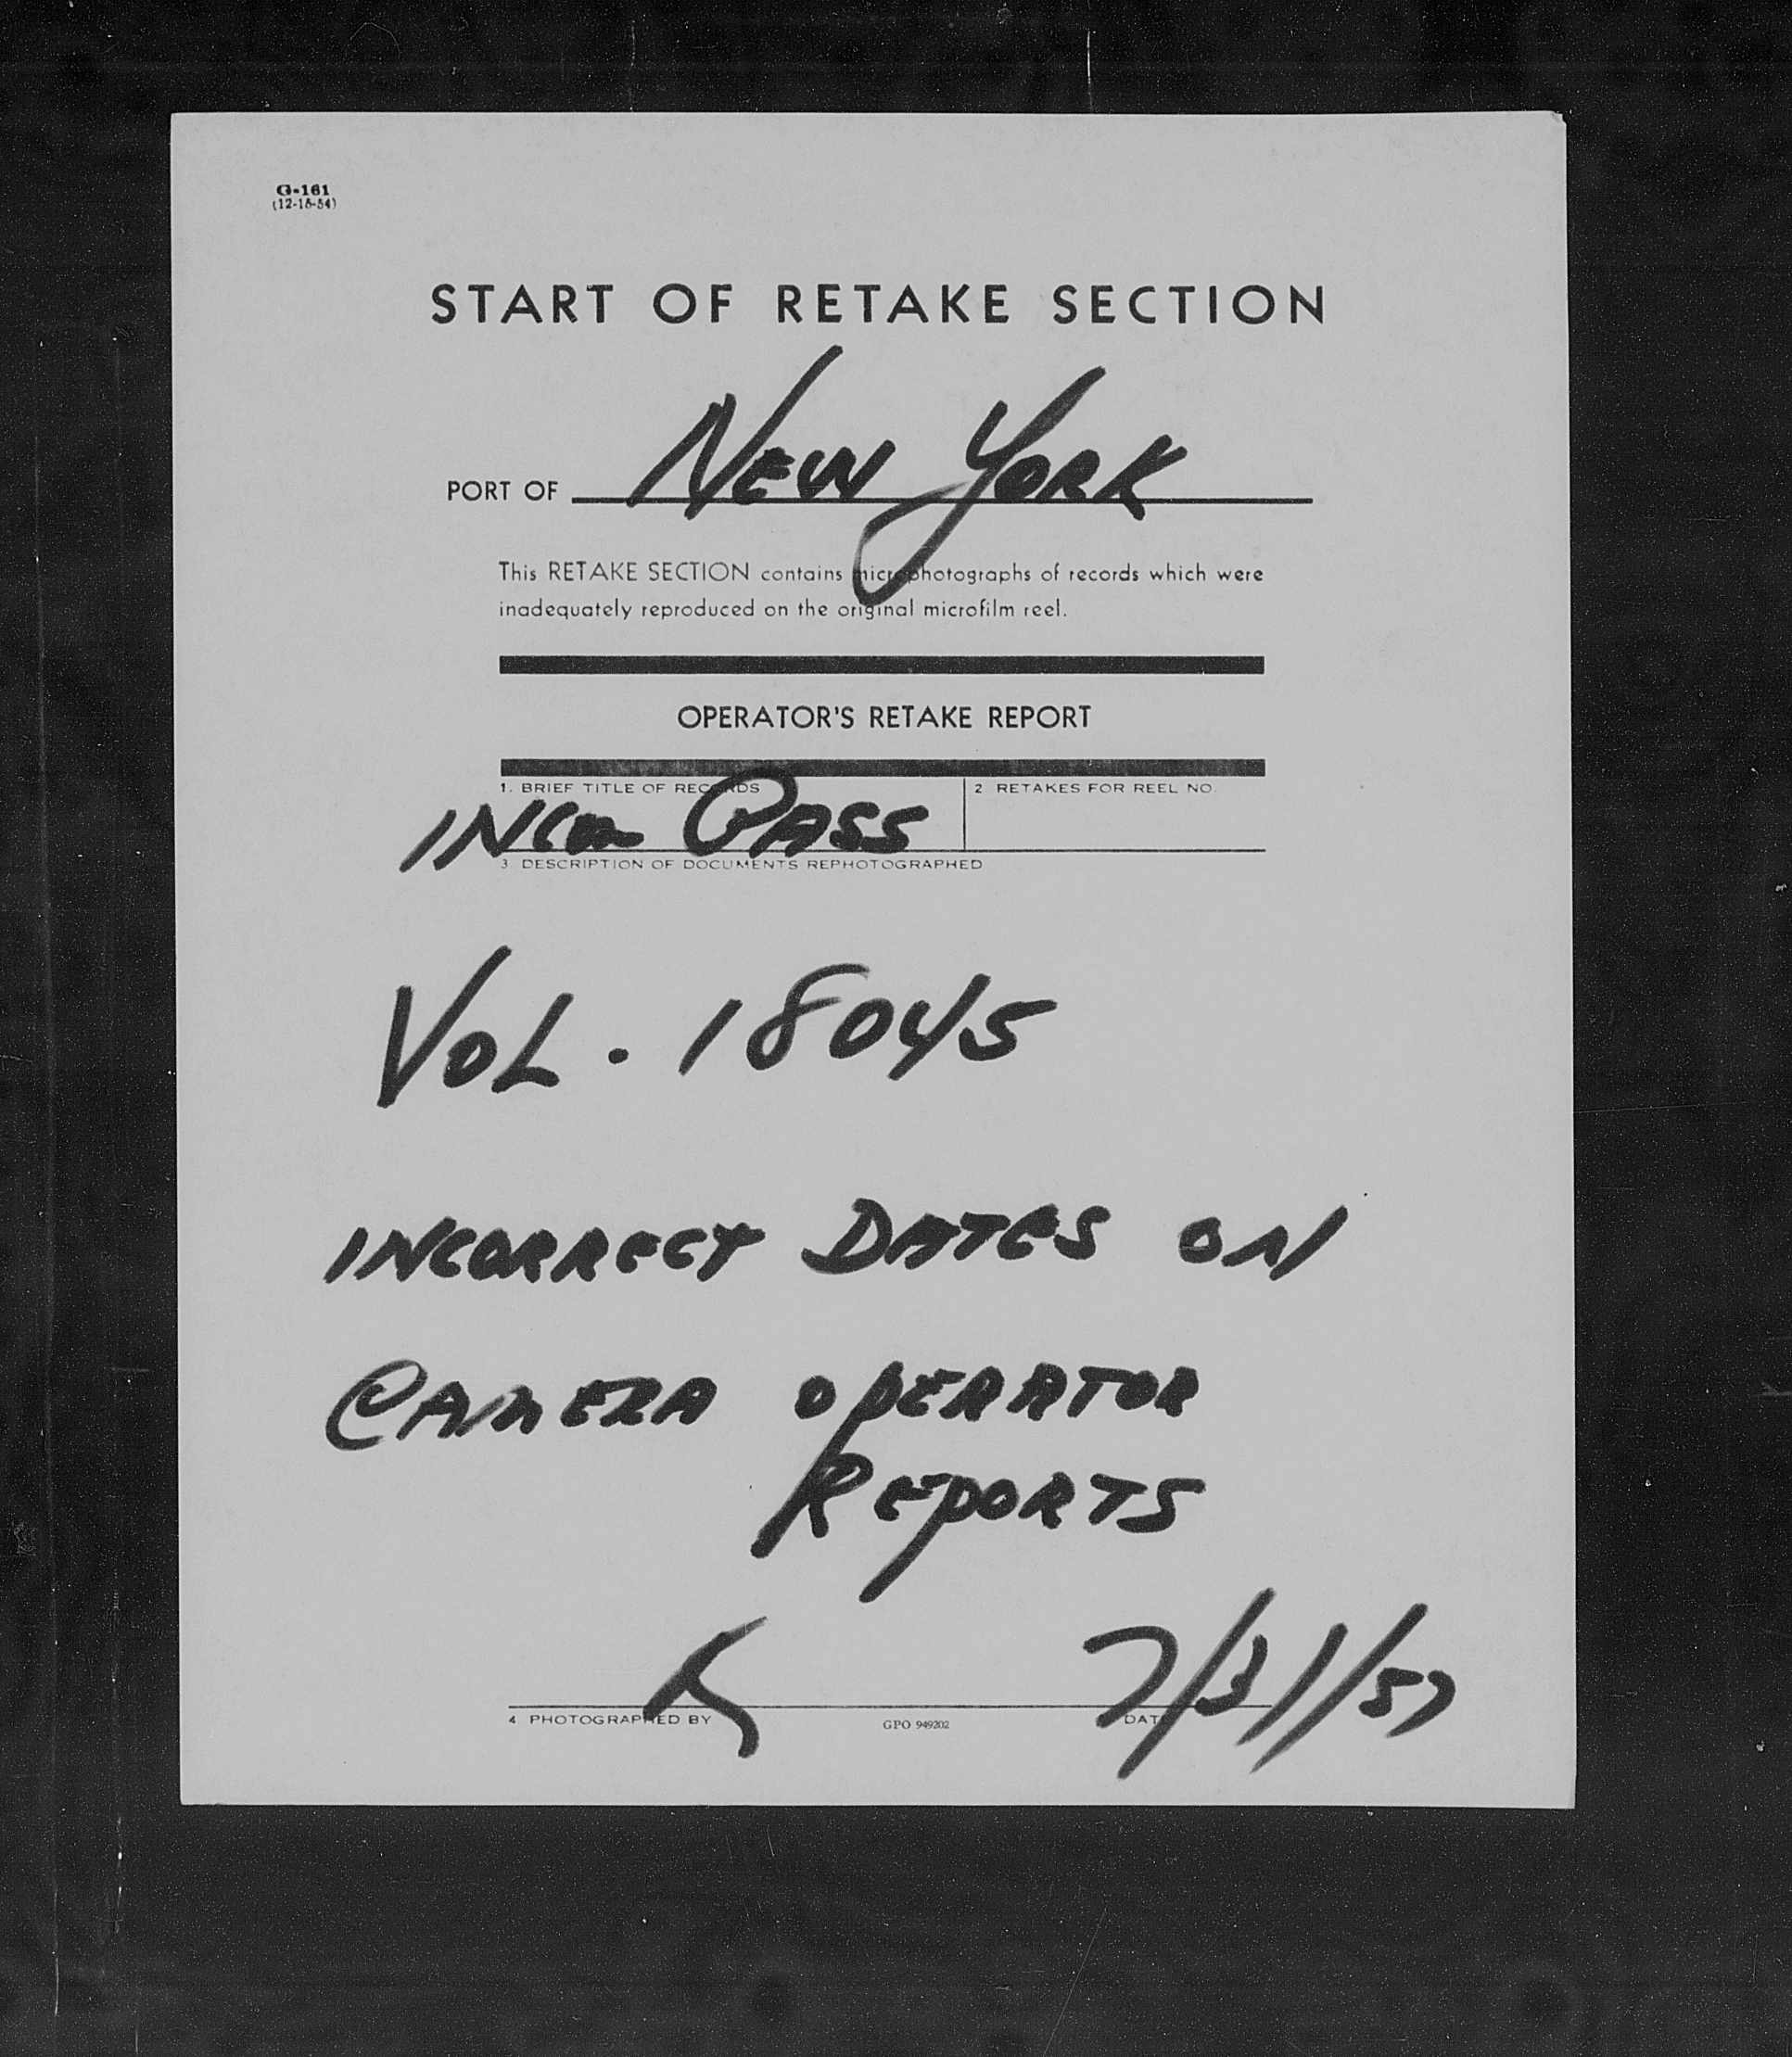 G-161
(12-15-54)
START OF RETAKE SECTION
PORT OF NEW YORK
This RETAKE SECTION contains microphotographs of records which were
inadequately reproduced on the original microfilm reel.
OPERATOR'S RETAKE REPORT
1. BRIEF TITLE OF RECORDS 2 RETAKES FOR REEL NO.
INCM PASS
3 DESCRIPTION OF DOCUMENTS REPHOTOGRAPHED
VOL. 18045
INCORRECT DATES ON
CAMERA OPERATOR
REPORTS
7/31/57
4 PHOTOGRAPHED BY GPO 949202 DATE